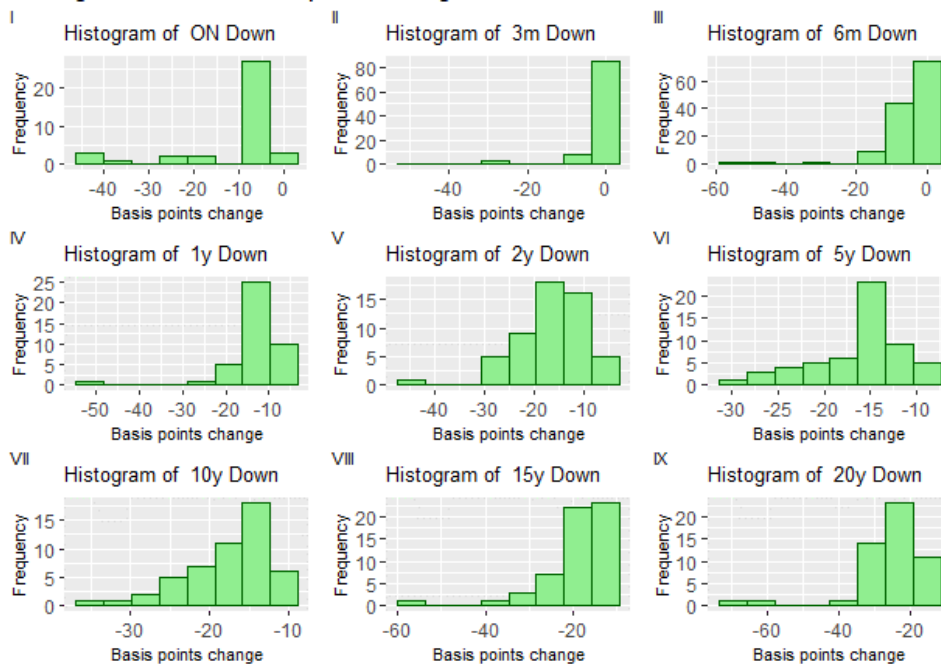 I
Histogram of  ON Down
Frequency
20
10
0
-40
-30
-20
-10
0
Basis points change
II
Histogram of  3m Down
Frequency
80
60
40
20
0
-40
-20
0
Basis points change
III
Histogram of  6m Down
Frequency
60
40
20
0
-60
-40
-20
0
Basis points change
IV
Histogram of  1y Down
Frequency
25
20
15
10
5
0
-50
-40
-30
-20
-10
Basis points change
V
Histogram of  2y Down
Frequency
15
10
5
0
-40
-30
-20
-10
Basis points change
VI
Histogram of  5y Down
Frequency
20
15
10
5
0
-30
-25
-20
-15
-10
Basis points change
VII
Histogram of  10y Down
Frequency
15
10
5
0
-30
-20
-10
Basis points change
VIII
Histogram of  15y Down
Frequency
20
15
10
5
0
-60
-40
-20
Basis points change
IX
Histogram of  20y Down
Frequency
20
15
10
5
0
-60
-40
-20
Basis points change